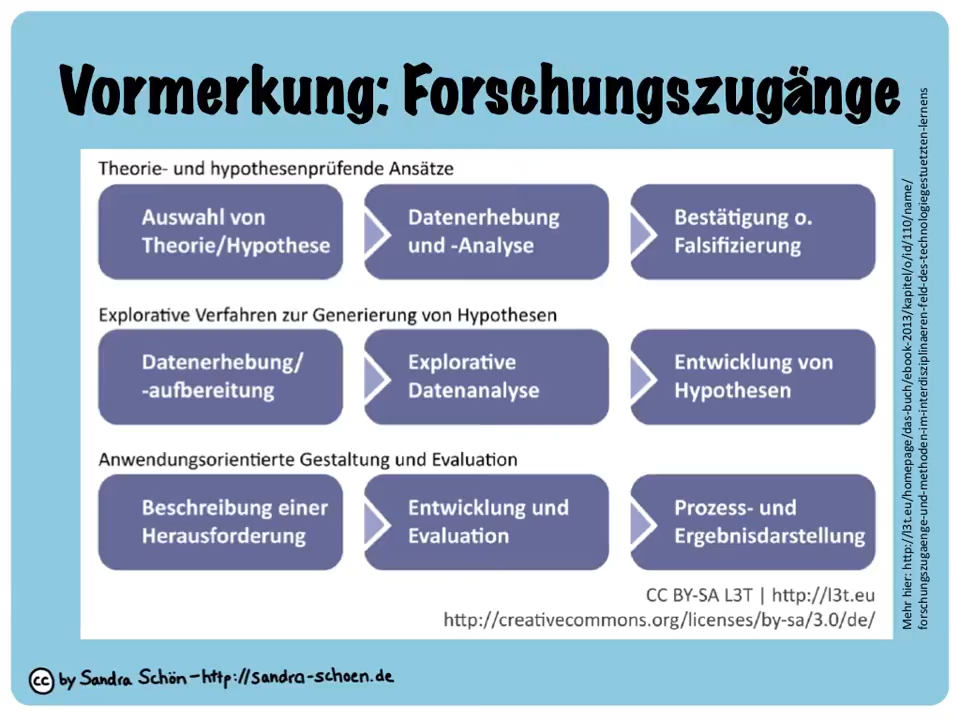 Vormerkung: Forschungszugänge
Theorie- und hypothesenprüfende Ansätze
Auswahl von
Theorie/Hypothese
Datenerhebung
und -Analyse
Bestätigung o.
Falsifizierung
Explorative Verfahren zur Generierung von Hypothesen
Datenerhebung/
-aufbereitung
Explorative
Datenanalyse
Entwicklung von
Hypothesen
Anwendungsorientierte Gestaltung und Evaluation
Beschreibung einer
Herausforderung
Entwicklung und
Evaluation
Prozess- und
Ergebnisdarstellung
CC BY-SA L3T | http://l3t.eu
http://creativecommons.org/licenses/by-sa/3.0/de/
Mehr hier: http://l3t.eu/homepage/das-buch/ebook-2013/kapitel/o/id/110/name/
forschungszugaenge-und-methoden-im-interdisziplinaeren-feld-des-technologiegestuetzten-lernens
cc by Sandra Schön – http://sandra-schoen.de